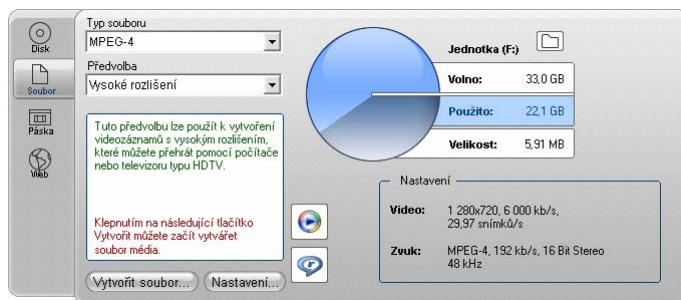 Disk
Soubor
Páska
Web
Typ souboru
MPEG-4
Předvolba
Vysoké rozlišení
Tuto předvolbu lze použít k vytvoření
videozáznamů s vysokým rozlišením,
které můžete přehrát pomocí počítače
nebo televizoru typu HDTV.
Klepnutím na následující tlačítko
Vytvořit můžete začít vytvářet
soubor média.
Vytvořit soubor...
Nastavení...
Jednotka (F:)
Volno: 33,0 GB
Použito: 22,1 GB
Velikost: 5,91 MB
Nastavení
Video: 1 280x720, 6 000 kb/s,
29,97 snímků/s
Zvuk: MPEG-4, 192 kb/s, 16 Bit Stereo
48 kHz